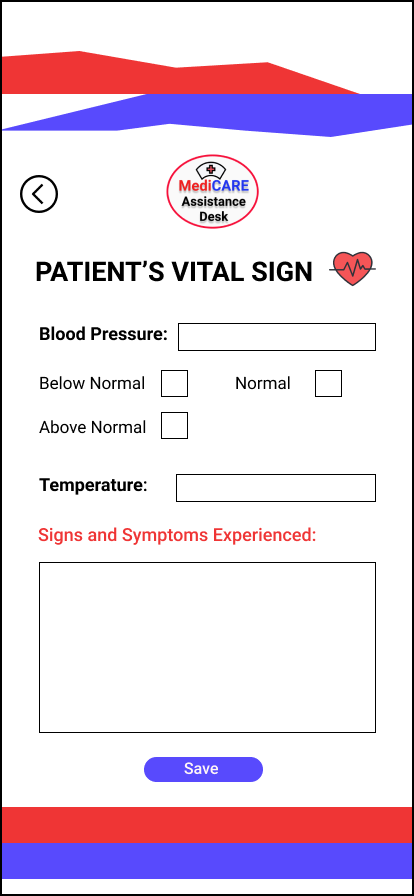 MediCARE
Assistance
Desk
PATIENT’S VITAL SIGN
Blood Pressure:
Below Normal Normal
Above Normal
Temperature:
Signs and Symptoms Experienced:
Save